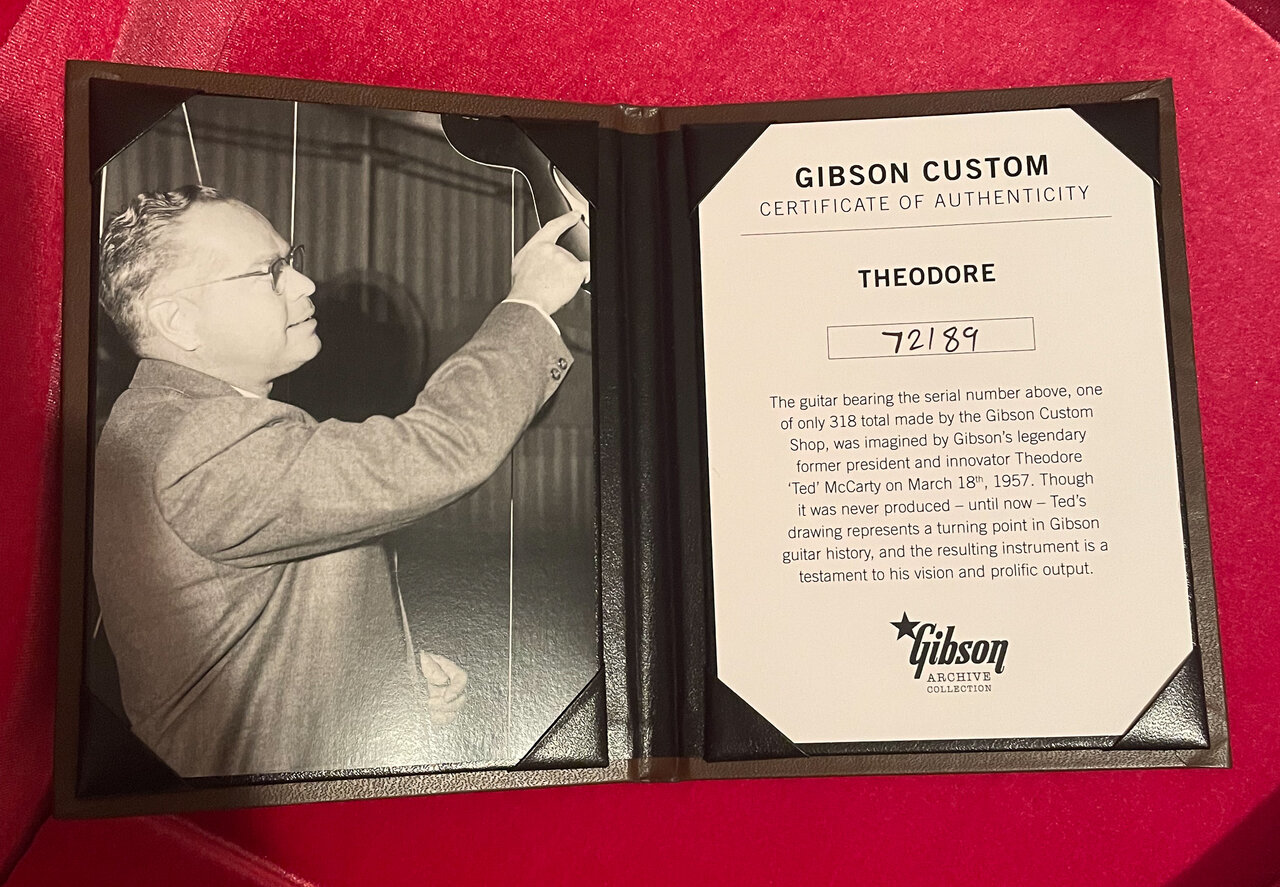 GIBSON CUSTOM
CERTIFICATE OF AUTHENTICITY
THEODORE
72189
The guitar bearing the serial number above, one
of only 318 total made by the Gibson Custom
Shop, was imagined by Gibson's legendary
former president and innovator Theodore
'Ted' McCarty on March 18th, 1957. Though
it was never produced – until now – Ted's
drawing represents a turning point in Gibson
guitar history, and the resulting instrument is a
testament to his vision and prolific output.
Gibson
ARCHIVE
COLLECTION